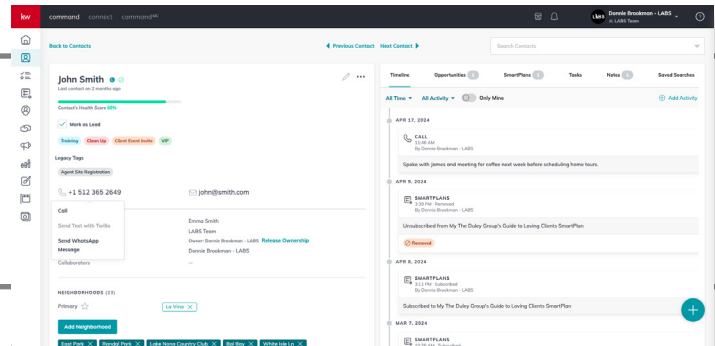 kw
command
connect
commandMC
LABS
Donnie Brookman - LABS
LABS Team
Back to Contacts
Previous Contact
Next Contact
Search Contacts
John Smith
Last contact on 2 months ago
Contact's Health Score 60%
Mark as Lead
Training
Clean Up
Client Event Invite
VIP
Legacy Tags
Agent Site Registration
+1 512 365 2649
john@smith.com
Call
Send Text with Twilio
Send WhatsApp
Message
Emma Smith
LABS Team
Owner: Donnie Brookman - LABS Release Ownership
Donnie Brookman - LABS
Collaborators
--
NEIGHBORHOODS (23)
Primary
La Vina
Add Neighborhood
East Park
Randal Park
Lake Nona Country Club
Bal Bay
White Isle Ln
Timeline
Opportunities
SmartPlans
Tasks
Notes
Saved Searches
All Time
All Activity
Only Mine
Add Activity
APR 17, 2024
CALL
11:46 AM
By Donnie Brookman - LABS
Spoke with James and meeting for coffee next week before scheduling home tours.
APR 9, 2024
SMARTPLANS
3:39 PM · Removed
By Donnie Brookman - LABS
Unsubscribed from My The Duley Group's Guide to Loving Clients SmartPlan
Removed
APR 8, 2024
SMARTPLANS
3:11 PM · Subscribed
By Donnie Brookman - LABS
Subscribed to My The Duley Group's Guide to Loving Clients SmartPlan
MAR 7, 2024
SMARTPLANS